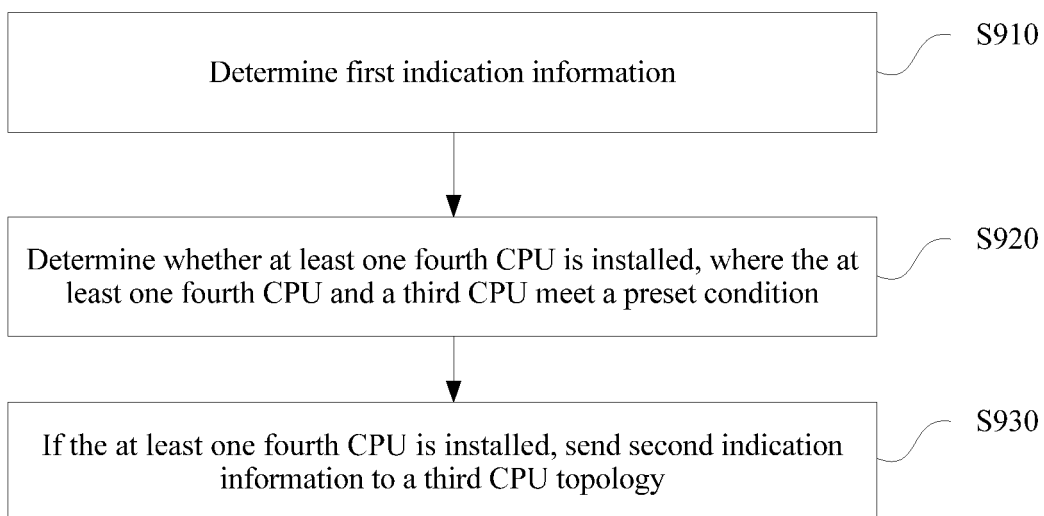 Determine first indication information
S910
Determine whether at least one fourth CPU is installed, where the at
least one fourth CPU and a third CPU meet a preset condition
S920
If the at least one fourth CPU is installed, send second indication
information to a third CPU topology
S930